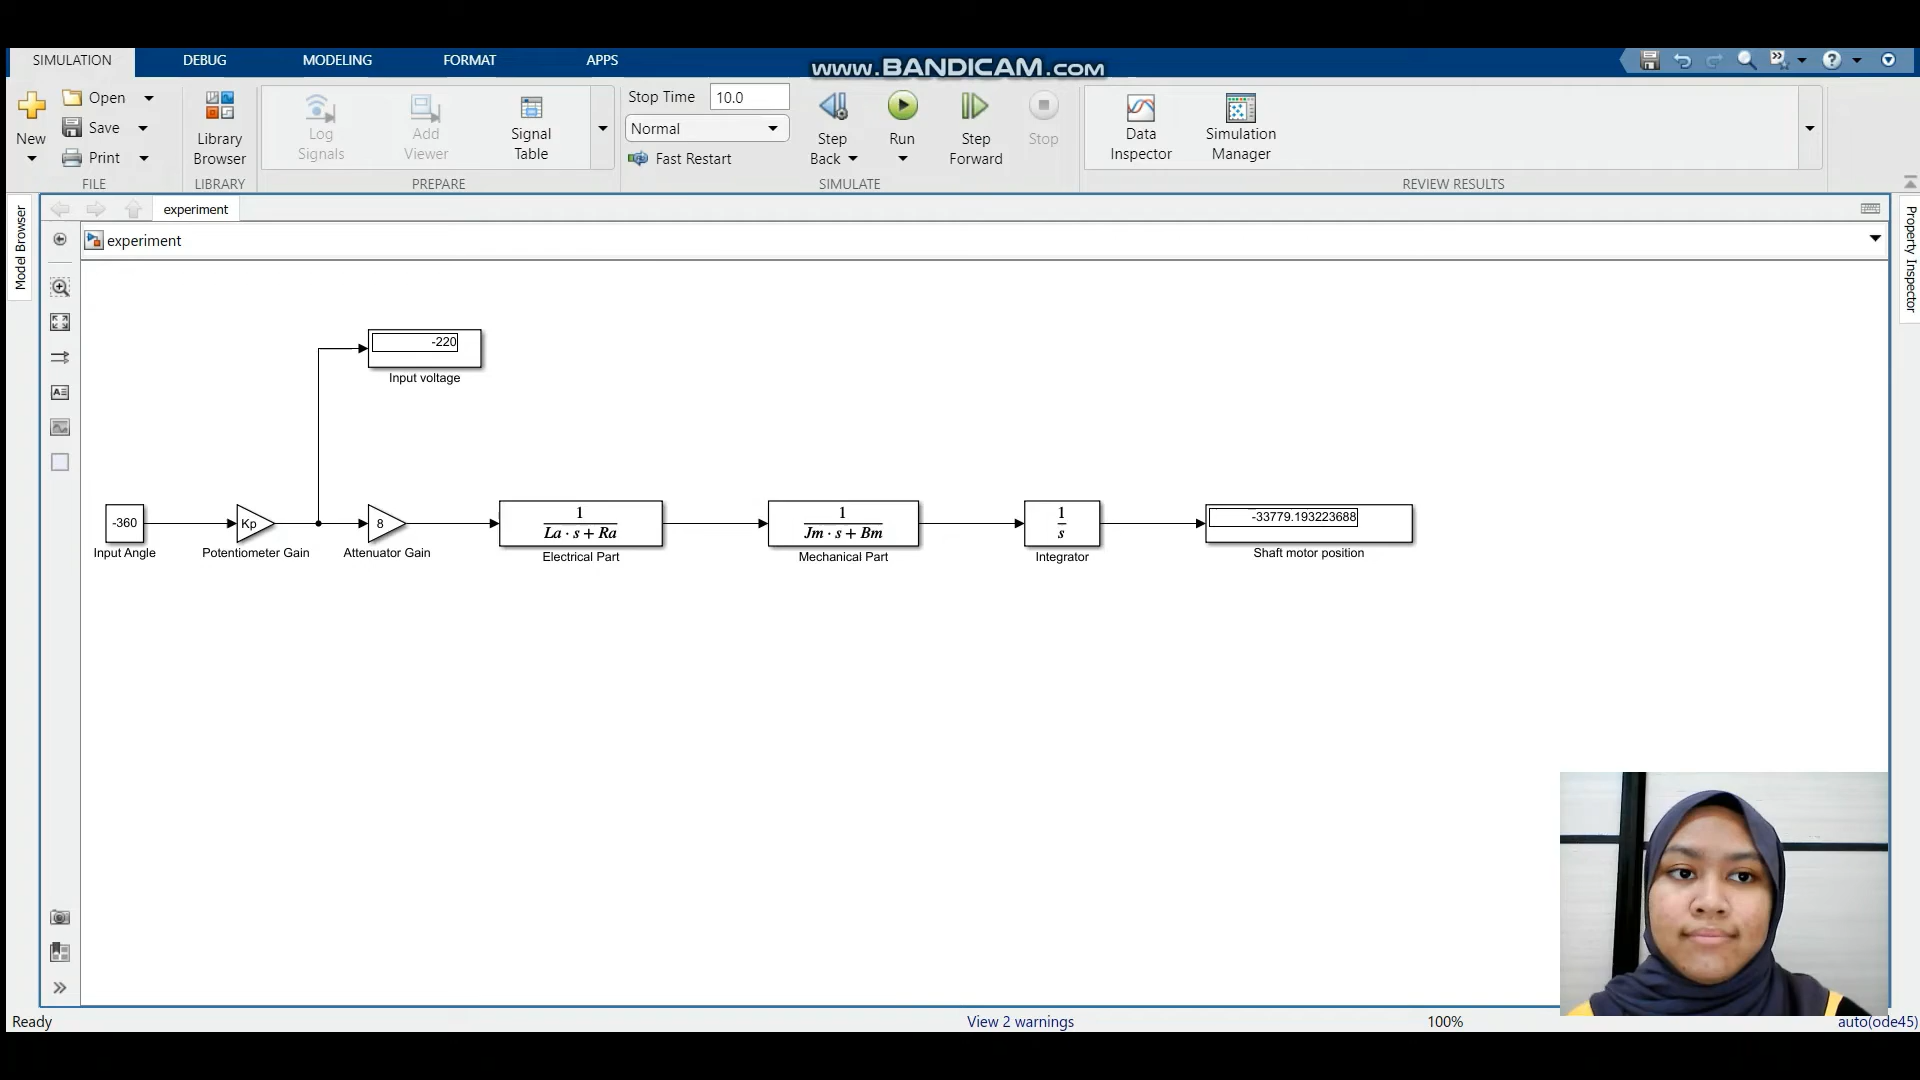 SIMULATION DEBUG MODELING FORMAT APPS
www.BANDICAM.com
New
Open
Save
Print
FILE
Library Browser
LIBRARY
Log Signals
Add Viewer
Signal Table
PREPARE
Stop Time 10.0
Normal
Fast Restart
Step Back
Run
Step Forward
Stop
SIMULATE
Data Inspector
Simulation Manager
REVIEW RESULTS
Model Browser
Property Inspector
experiment
experiment
-220
Input voltage
-360
Input Angle
Kp
Potentiometer Gain
8
Attenuator Gain
1
La · s + Ra
Electrical Part
1
Jm · s + Bm
Mechanical Part
1
s
Integrator
-33779.193223688
Shaft motor position
Ready
View 2 warnings
100%
auto(ode45)